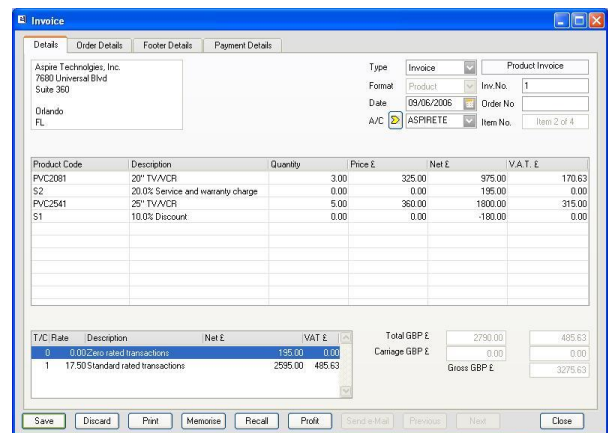 Invoice
Details Order Details Footer Details Payment Details
Aspire Technolgies, Inc.
7680 Universal Blvd
Suite 360
Orlando
FL
Type Invoice Product Invoice
Format Product Inv.No. 1
Date 09/06/2006 Order No
A/C ASPIRETE Item No. Item 2 of 4
Product Code Description Quantity Price £ Net £ V.A.T. £
PVC2081 20" TV/VCR 3.00 325.00 975.00 170.63
S2 20.0% Service and warranty charge 0.00 0.00 195.00 0.00
PVC2541 25" TV/VCR 5.00 360.00 1800.00 315.00
S1 10.0% Discount 0.00 0.00 -180.00 0.00
T/C Rate Description Net £ VAT £
0 0.00 Zero rated transactions 195.00 0.00
1 17.50 Standard rated transactions 2595.00 485.63
Total GBP £ 2790.00 485.63
Carriage GBP £ 0.00 0.00
Gross GBP £ 3275.63
Save Discard Print Memorise Recall Profit Send e-Mail Previous Next Close